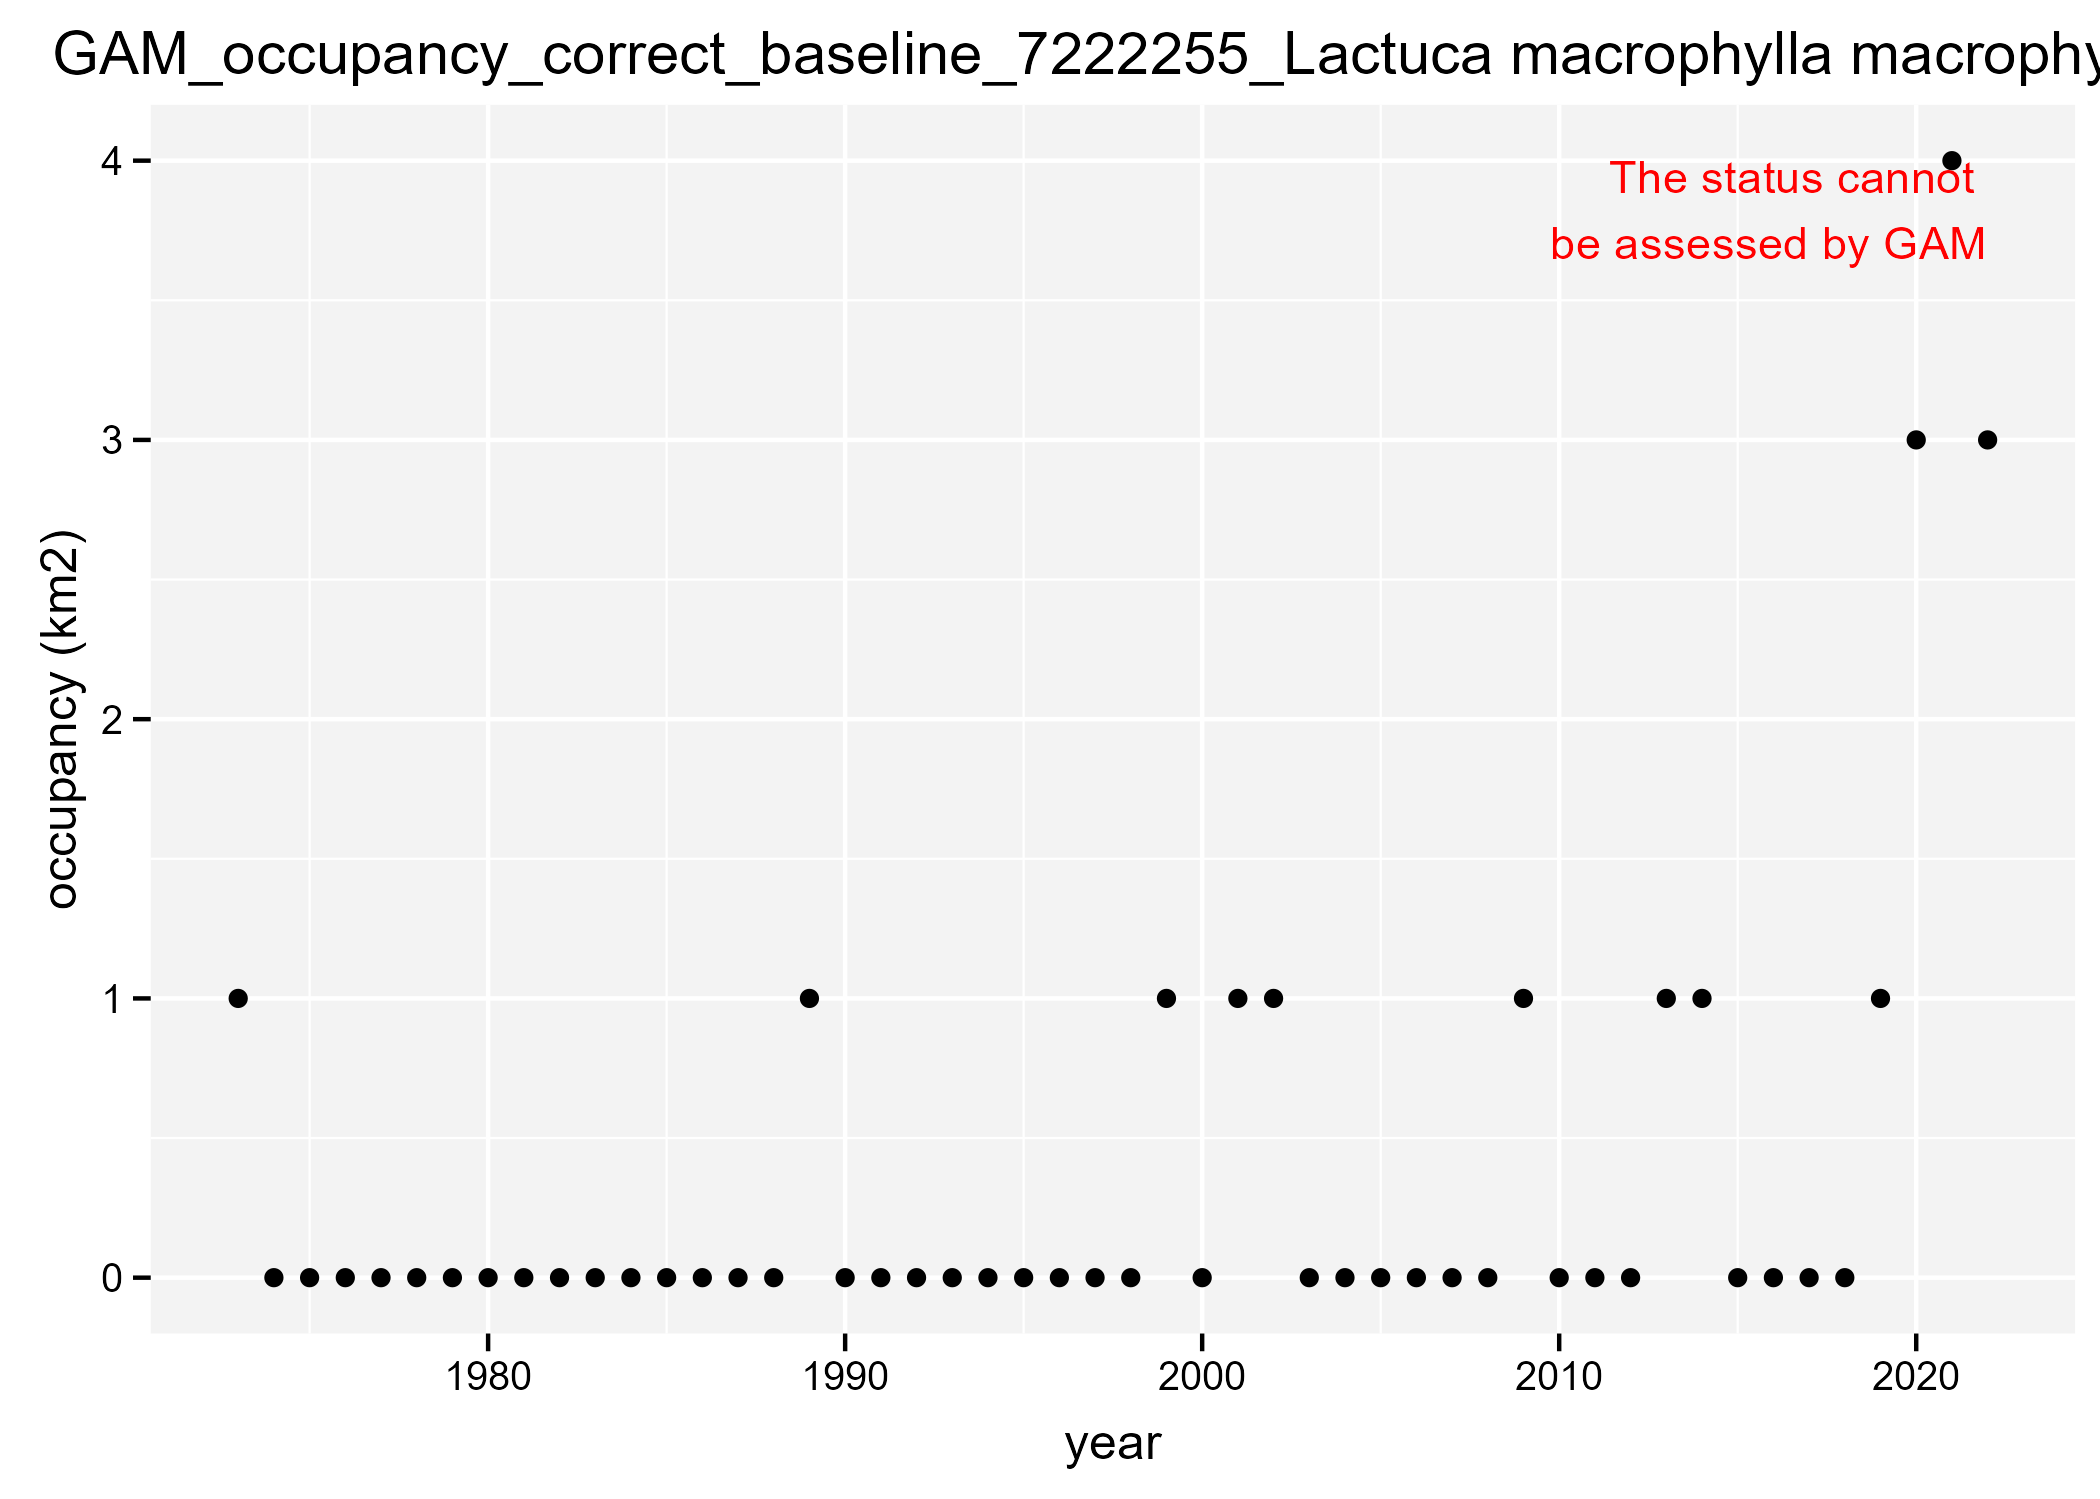 GAM_occupancy_correct_baseline_7222255_Lactuca macrophylla macrophy
4
The status cannot
be assessed by GAM
3
occupancy (km2)
2
1
0
1980 1990 2000 2010 2020
year